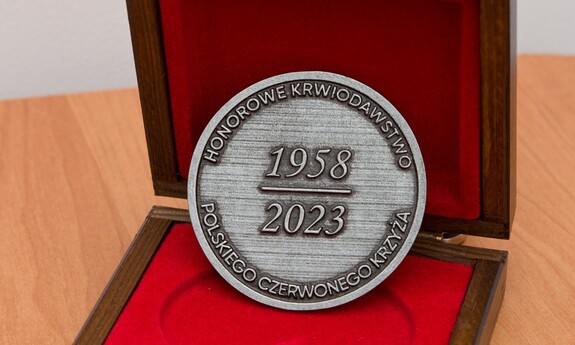 HONOROWE KRWIODAWSTWO
1958
2023
POLSKIEGO CZERWONEGO KRZYŻA